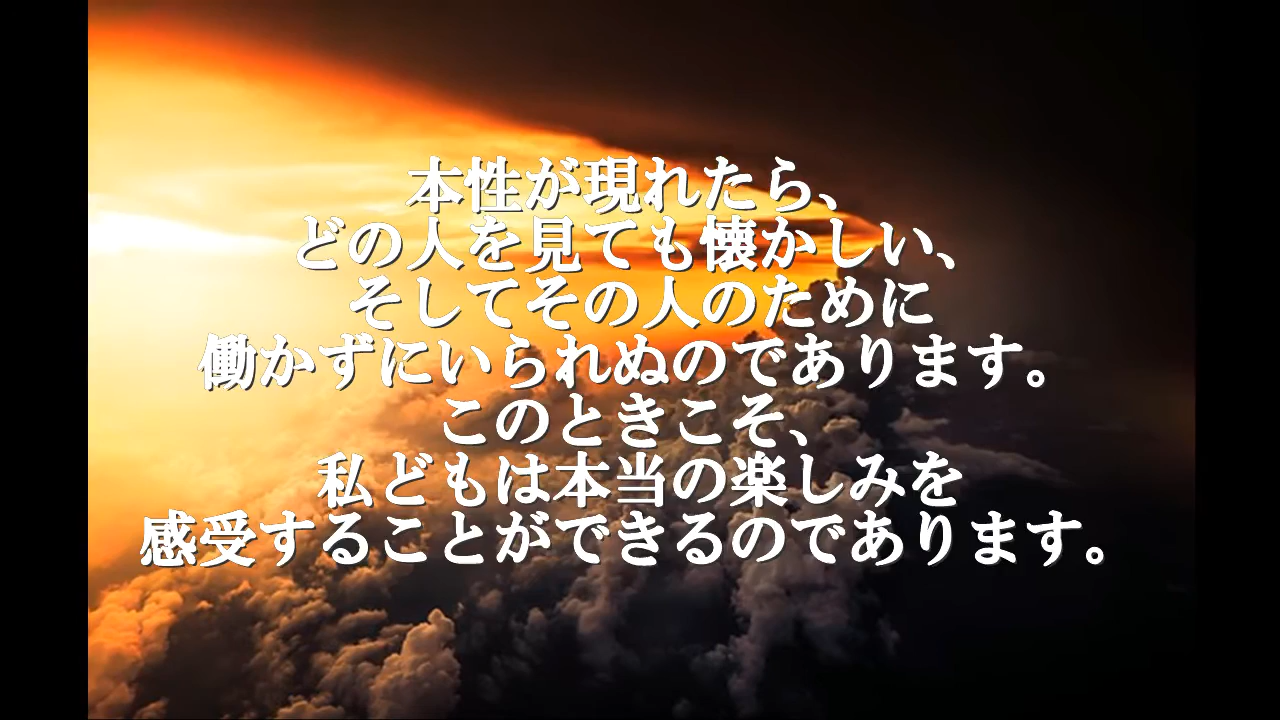 本性が現れたら、
どの人を見ても懐かしい、
そしてその人のために
働かずにいられぬのであります。
このときこそ、
私どもは本当の楽しみを
感受することができるのであります。